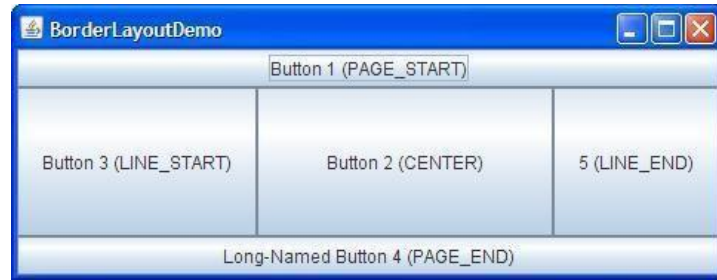 BorderLayoutDemo
Button 1 (PAGE_START)
Button 3 (LINE_START)
Button 2 (CENTER)
5 (LINE_END)
Long-Named Button 4 (PAGE_END)